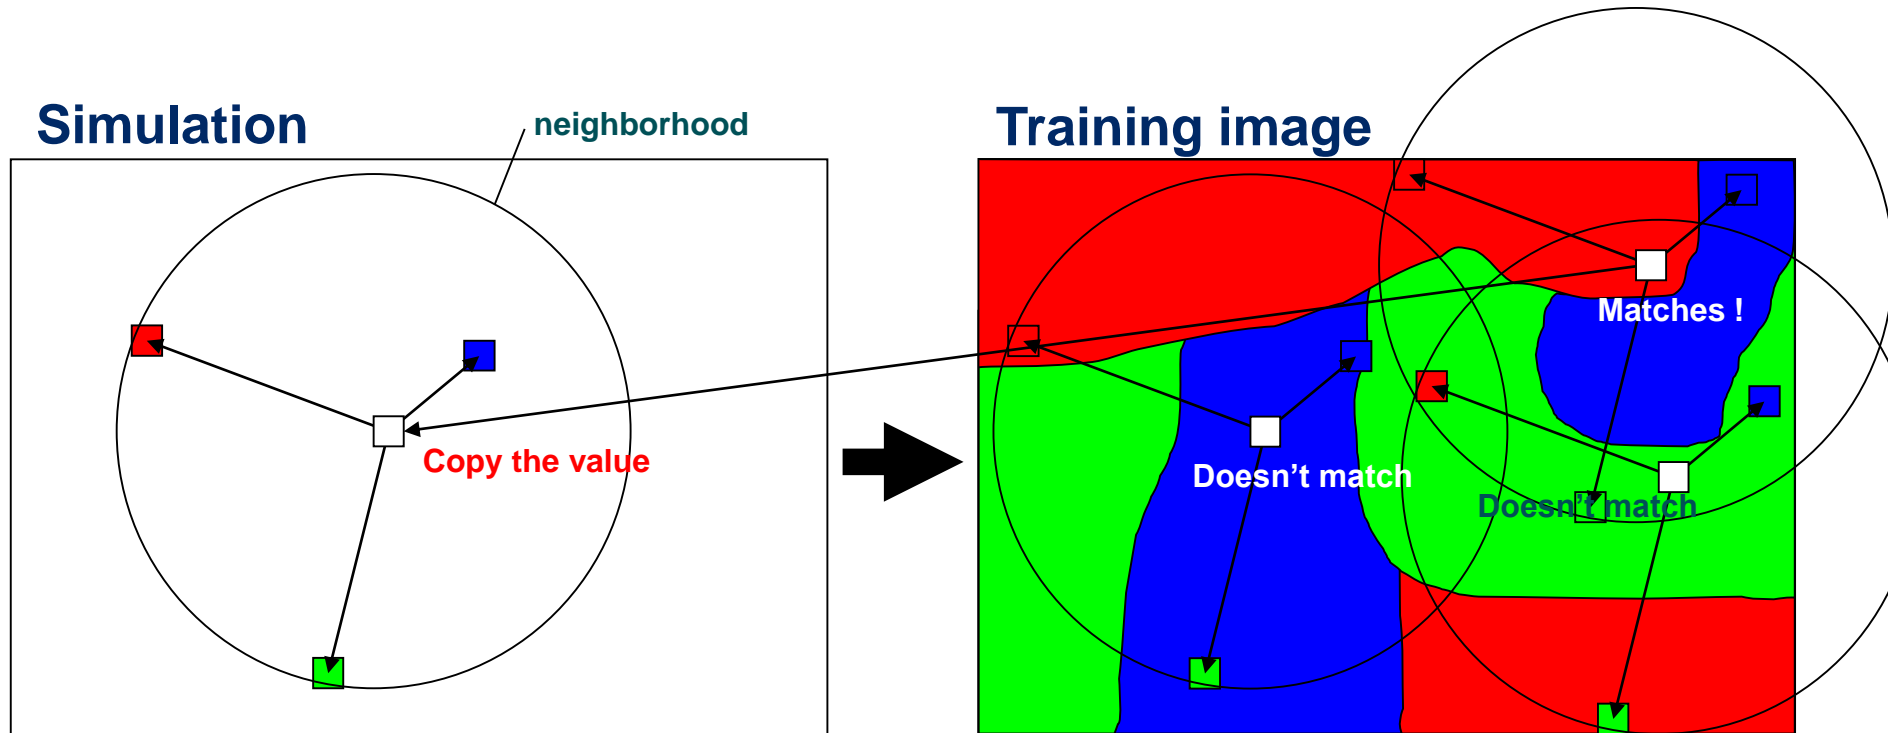 Simulation
neighborhood
Training image
Matches !
Copy the value
Doesn't match
Doesn't match